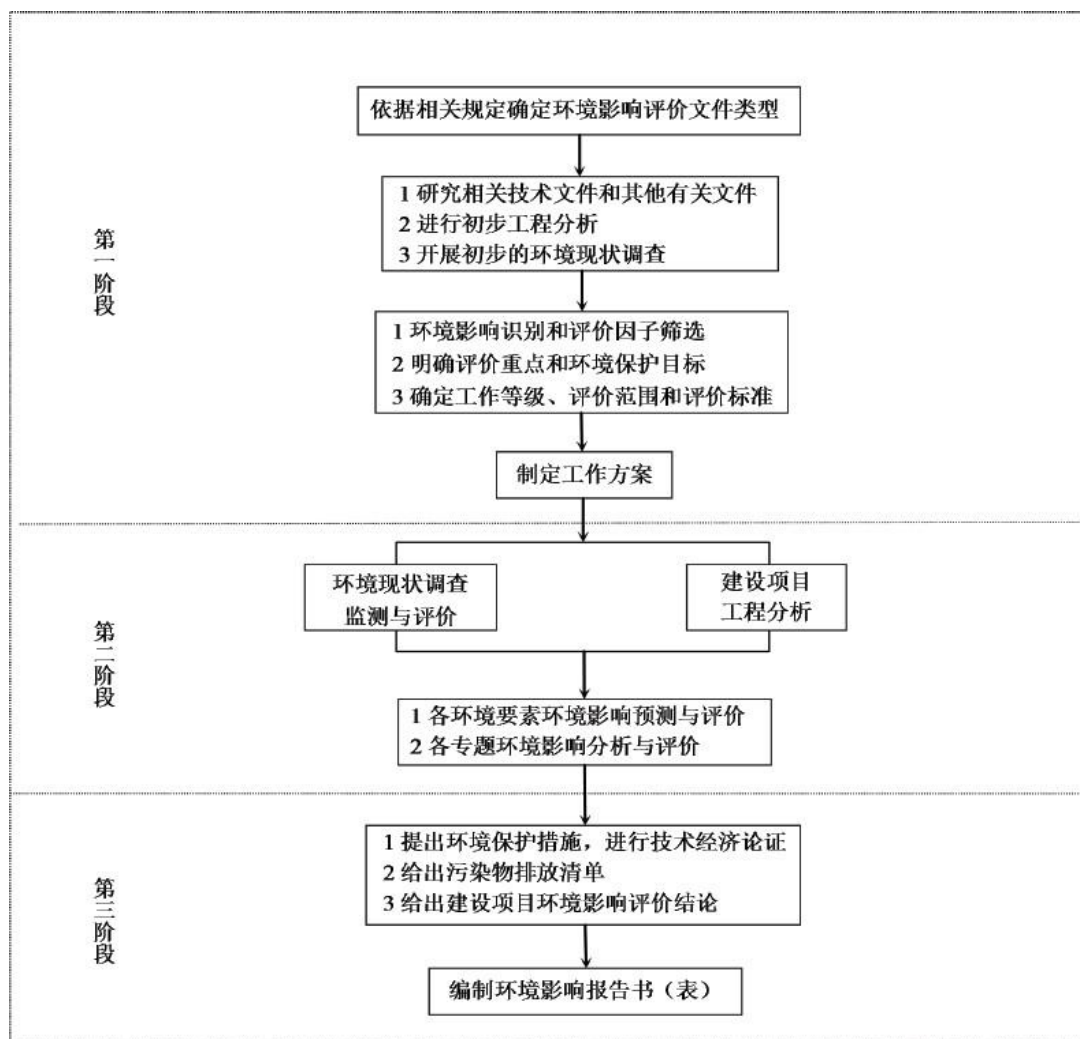 依据相关规定确定环境影响评价文件类型
1 研究相关技术文件和其他有关文件
2 进行初步工程分析
3 开展初步的环境现状调查
第一阶段
1 环境影响识别和评价因子筛选
2 明确评价重点和环境保护目标
3 确定工作等级、评价范围和评价标准
制定工作方案
环境现状调查
监测与评价
建设项目
工程分析
第二阶段
1 各环境要素环境影响预测与评价
2 各专题环境影响分析与评价
1 提出环境保护措施，进行技术经济论证
2 给出污染物排放清单
3 给出建设项目环境影响评价结论
第三阶段
编制环境影响报告书（表）